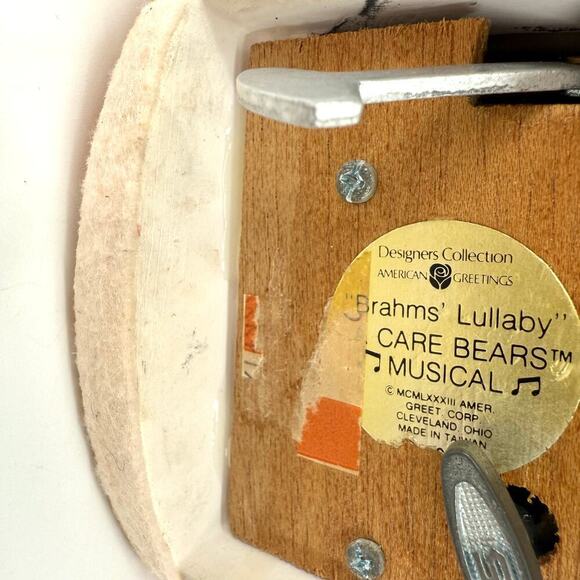 Designers Collection
AMERICAN GREETINGS
"Brahms' Lullaby"
CARE BEARS™
MUSICAL
© MCMLXXXIII AMER.
GREET. CORP.
CLEVELAND, OHIO
MADE IN TAIWAN